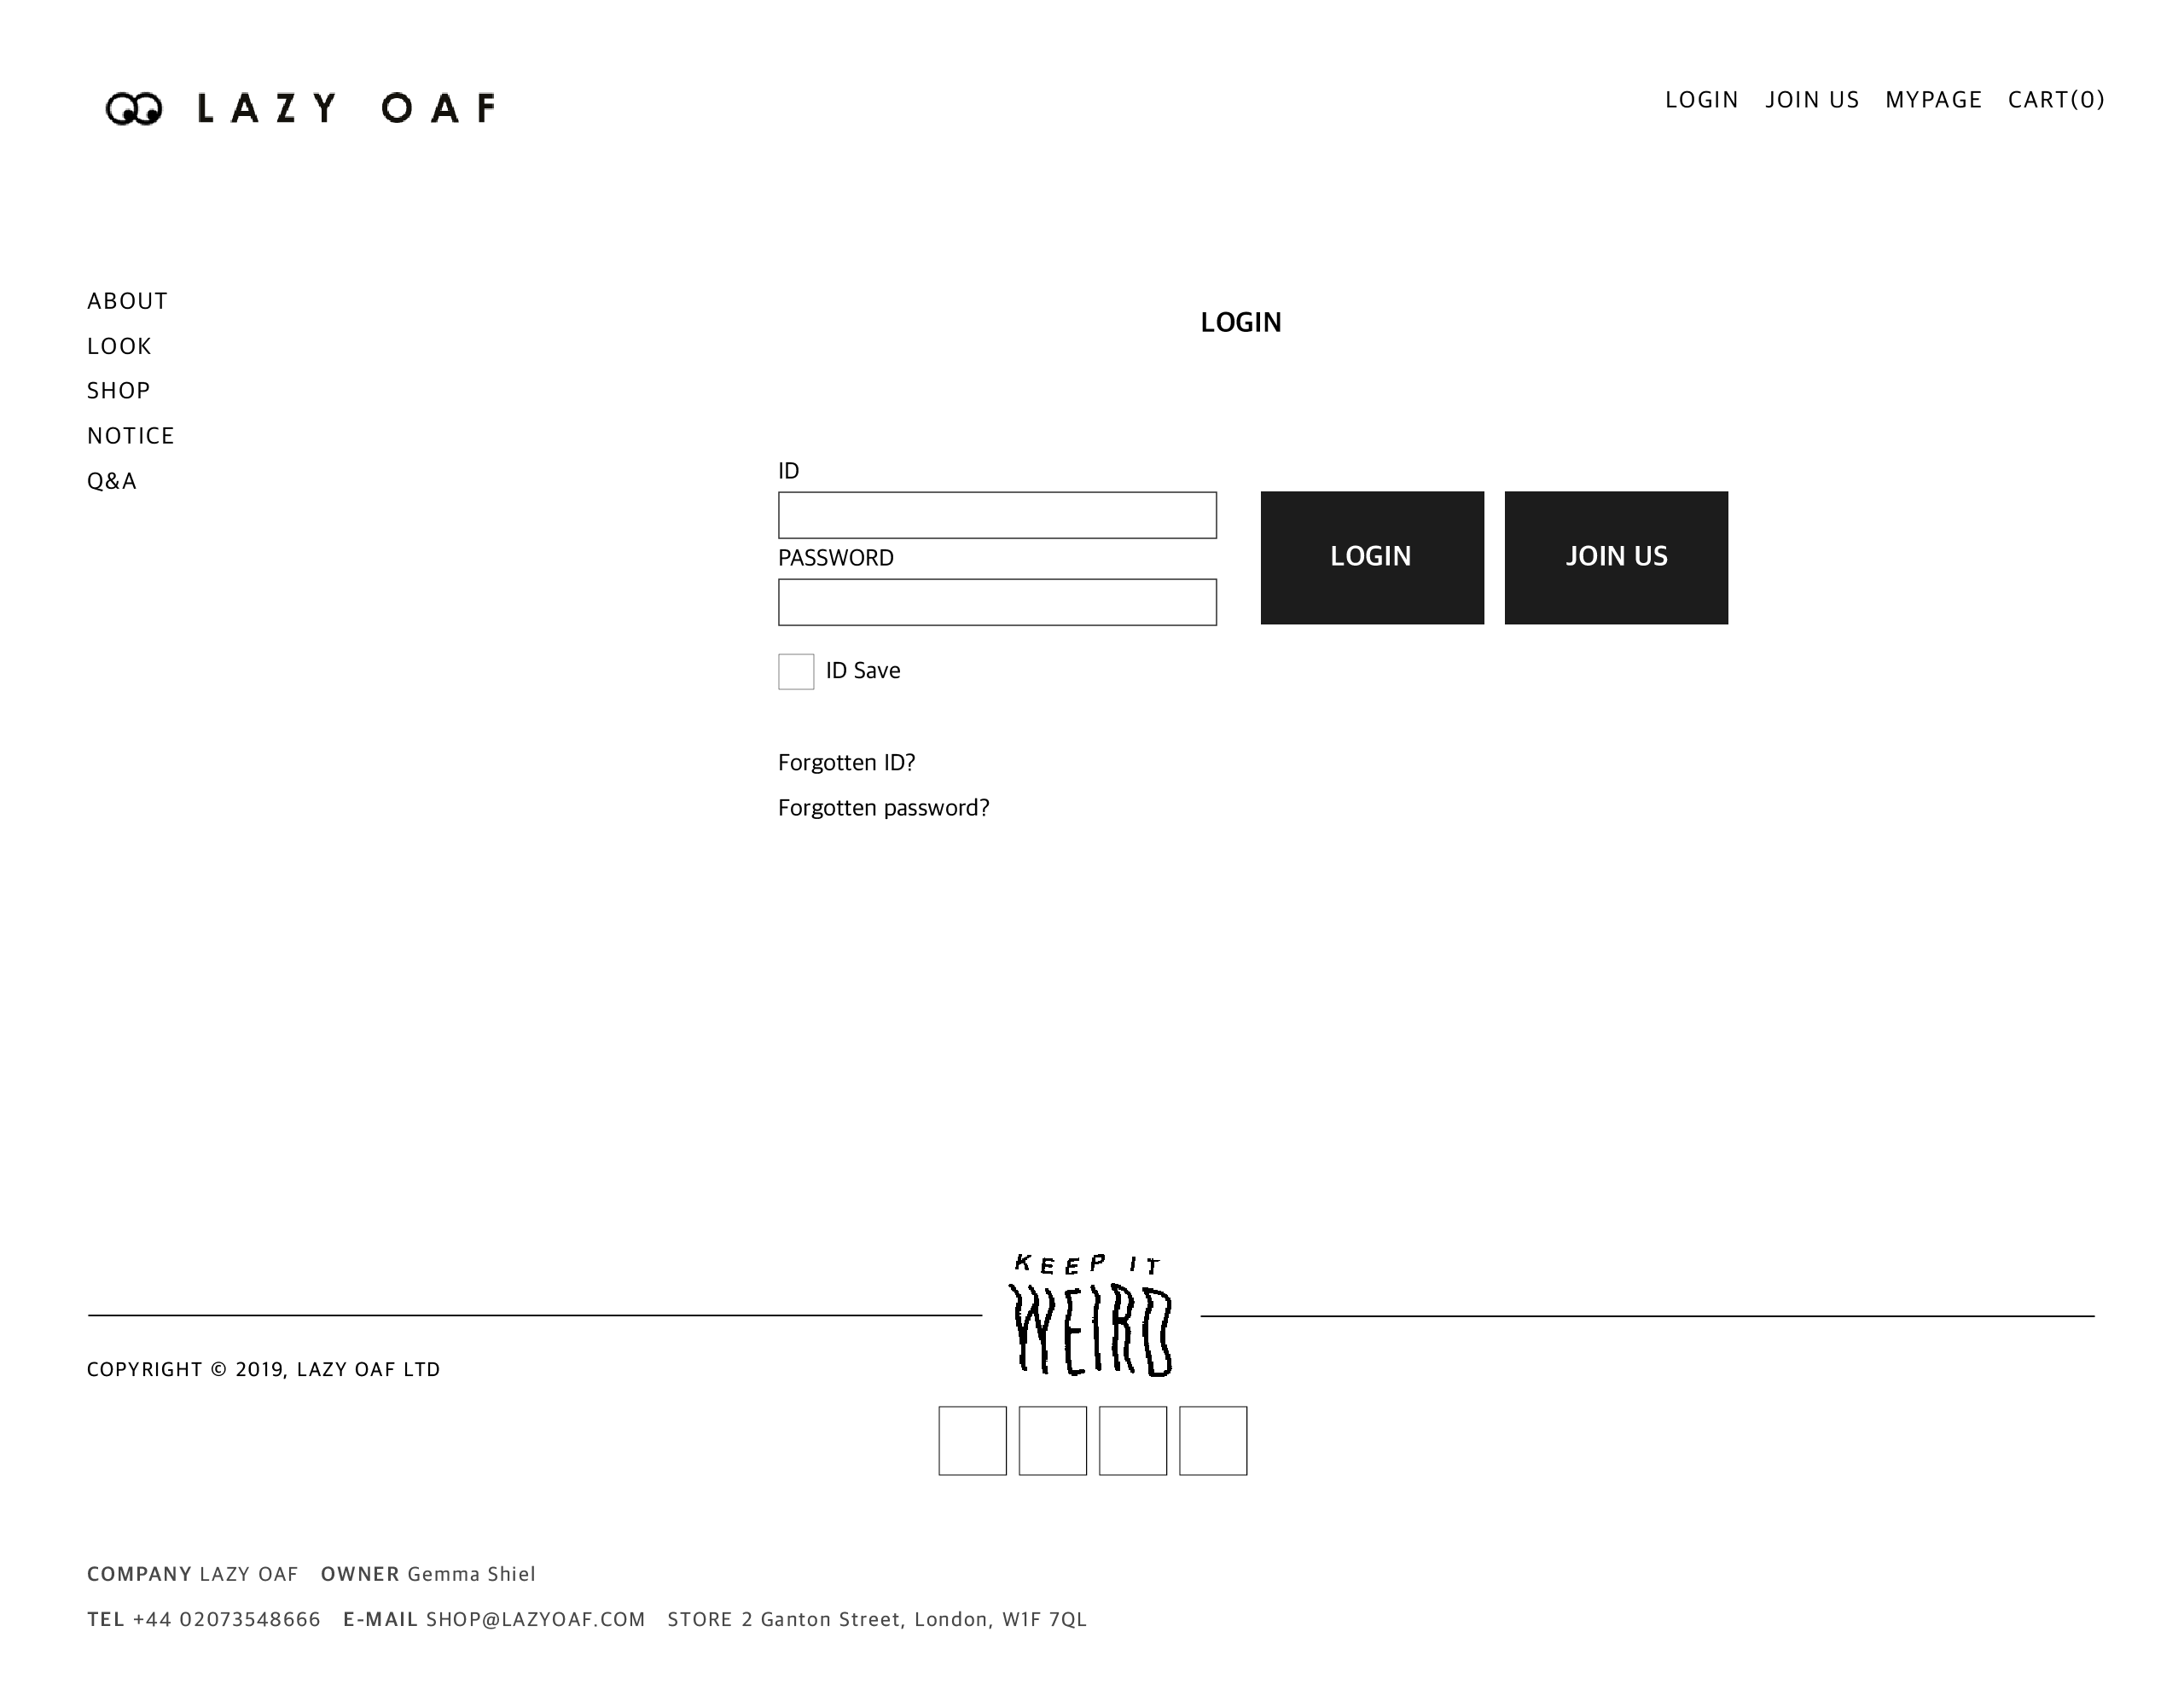 LAZY OAF
LOGIN JOIN US MYPAGE CART(0)
ABOUT
LOOK
SHOP
NOTICE
Q&A
LOGIN
ID
PASSWORD
LOGIN
JOIN US
ID Save
Forgotten ID?
Forgotten password?
KEEP IT
WEIRD
COPYRIGHT © 2019, LAZY OAF LTD
COMPANY LAZY OAF OWNER Gemma Shiel
TEL +44 02073548666 E-MAIL SHOP@LAZYOAF.COM STORE 2 Ganton Street, London, W1F 7QL